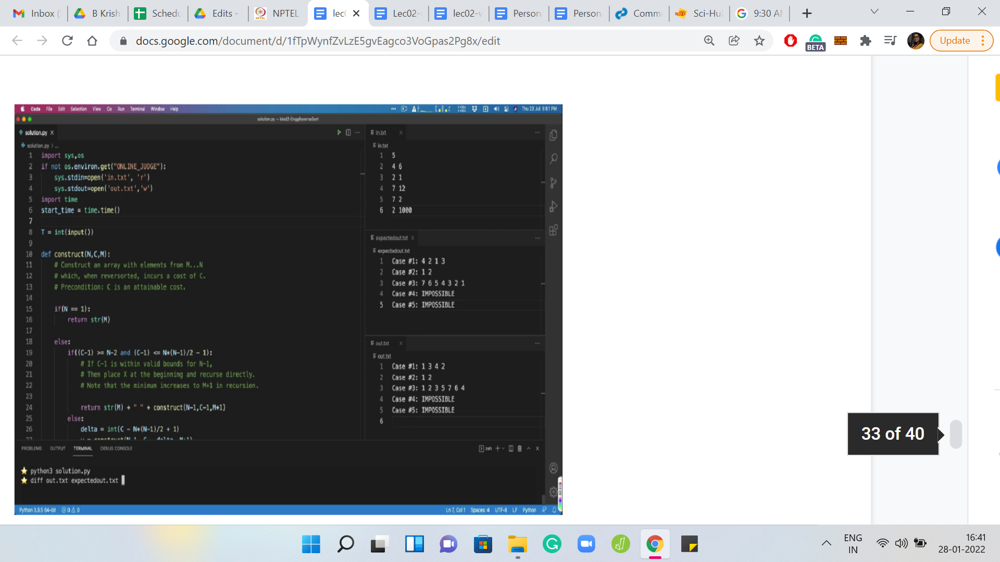 Inbox (
B Krish
Schedu
Edits -
NPTEL
lec
Lec02-
lec02-v
Person
Person
Comm
Sci-Hul
9:30 AM
docs.google.com/document/d/1fTpWynfZvLzE5gvEagco3VoGpas2Pg8x/edit
BETA
Update
Code File Edit Selection View Go Run Terminal Window Help
Thu 22 Jul 5:51 PM
solution.py — Mod2-EnggReverseSort
solution.py X
solution.py > ...
1 import sys,os
2 if not os.environ.get("ONLINE_JUDGE"):
3 sys.stdin=open('in.txt', 'r')
4 sys.stdout=open('out.txt','w')
5 import time
6 start_time = time.time()
7
8 T = int(input())
9
10 def construct(N,C,M):
11 # Construct an array with elements from M...N
12 # which, when reversorted, incurs a cost of C.
13 # Precondition: C is an attainable cost.
14
15 if(N == 1):
16 return str(M)
17
18 else:
19 if((C-1) >= N-2 and (C-1) <= N*(N-1)/2 - 1):
20 # If C-1 is within valid bounds for N-1,
21 # Then place X at the beginning and recurse directly.
22 # Note that the minimum increases to M+1 in recursion.
23
24 return str(M) + " " + construct(N-1,C-1,M+1)
25 else:
26 delta = int(C - N*(N-1)/2 + 1)
in.txt X
in.txt
1 5
2 4 6
3 2 1
4 7 12
5 7 2
6 2 1000
expectedout.txt X
expectedout.txt
1 Case #1: 4 2 1 3
2 Case #2: 1 2
3 Case #3: 7 6 5 4 3 2 1
4 Case #4: IMPOSSIBLE
5 Case #5: IMPOSSIBLE
out.txt X
out.txt
1 Case #1: 1 3 4 2
2 Case #2: 1 2
3 Case #3: 1 2 3 5 7 6 4
4 Case #4: IMPOSSIBLE
5 Case #5: IMPOSSIBLE
6
PROBLEMS OUTPUT TERMINAL DEBUG CONSOLE
zsh
python3 solution.py
diff out.txt expectedout.txt
Python 3.9.5 64-bit 0 0
Ln 7, Col 1 Spaces: 4 UTF-8 LF Python
33 of 40
ENG
IN
16:41
28-01-2022